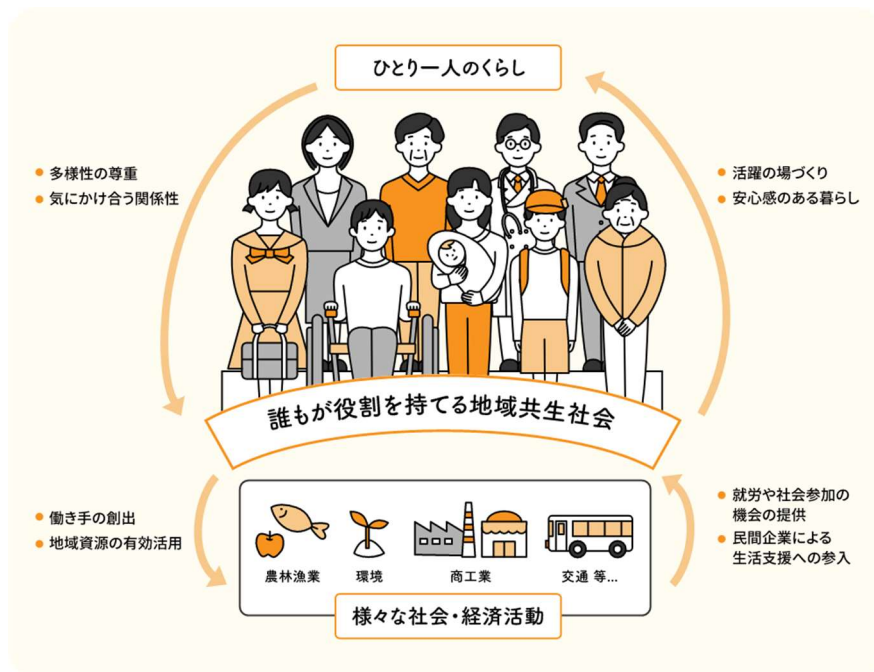 ひとり一人のくらし
● 多様性の尊重
● 気にかけ合う関係性
● 活躍の場づくり
● 安心感のある暮らし
誰もが役割を持てる地域共生社会
● 働き手の創出
● 地域資源の有効活用
● 就労や社会参加の
機会の提供
● 民間企業による
生活支援への参入
農林漁業
環境
商工業
交通 等...
様々な社会・経済活動